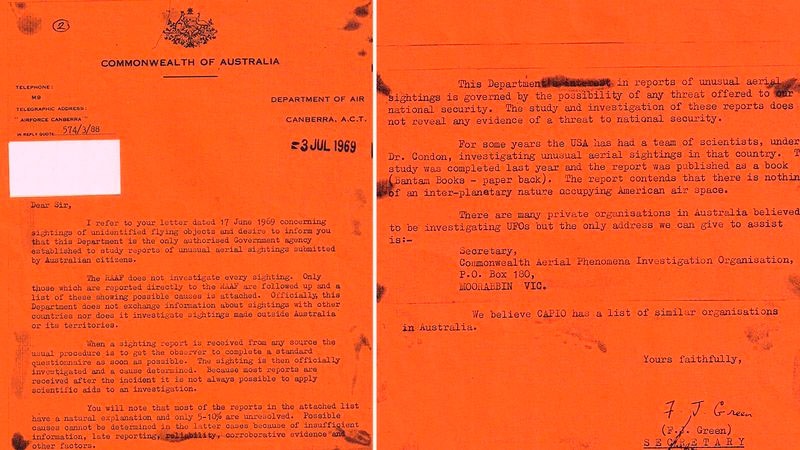 2
COMMONWEALTH OF AUSTRALIA
TELEPHONE:
M9
TELEGRAPHIC ADDRESS:
"AIRFORCE CANBERRA"
IN REPLY QUOTE: 574/3/88
DEPARTMENT OF AIR
CANBERRA, A.C.T.
3 JUL 1969
Dear Sir,
I refer to your letter dated 17 June 1969 concerning
sightings of unidentified flying objects and desire to inform you
that this Department is the only authorised Government agency
established to study reports of unusual aerial sightings submitted
by Australian citizens.
The RAAF does not investigate every sighting. Only
those which are reported directly to the RAAF are followed up and a
list of these showing possible causes is attached. Officially, this
Department does not exchange information about sightings with other
countries nor does it investigate sightings made outside Australia
or its territories.
When a sighting report is received from any source the
usual procedure is to get the observer to complete a standard
questionnaire as soon as possible. The sighting is then officially
investigated and a cause determined. Because most reports are
received after the incident it is not always possible to apply
scientific aids to an investigation.
You will note that most of the reports in the attached list
have a natural explanation and only 5-10% are unresolved. Possible
causes cannot be determined in the latter cases because of insufficient
information, late reporting, reliability, corroborative evidence and
other factors.
This Department's interest in reports of unusual aerial
sightings is governed by the possibility of any threat offered to our
national security. The study and investigation of these reports does
not reveal any evidence of a threat to national security.
For some years the USA has had a team of scientists, under
Dr. Condon, investigating unusual aerial sightings in that country. T
study was completed last year and the report was published as a book
(Bantam Books - paper back). The report contends that there is nothin
of an inter-planetary nature occupying American air space.
There are many private organisations in Australia believed
to be investigating UFOs but the only address we can give to assist
is:-
Secretary,
Commonwealth Aerial Phenomena Investigation Organisation,
P.O. Box 180,
MOORABBIN VIC.
We believe CAPIO has a list of similar organisations
in Australia.
Yours faithfully,
F J Green
(F.J. Green)
SECRETARY